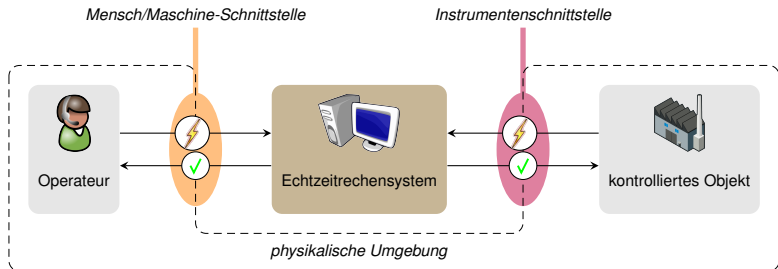 Mensch/Maschine-Schnittstelle
Instrumentenschnittstelle
Operateur
Echtzeitrechensystem
kontrolliertes Objekt
physikalische Umgebung